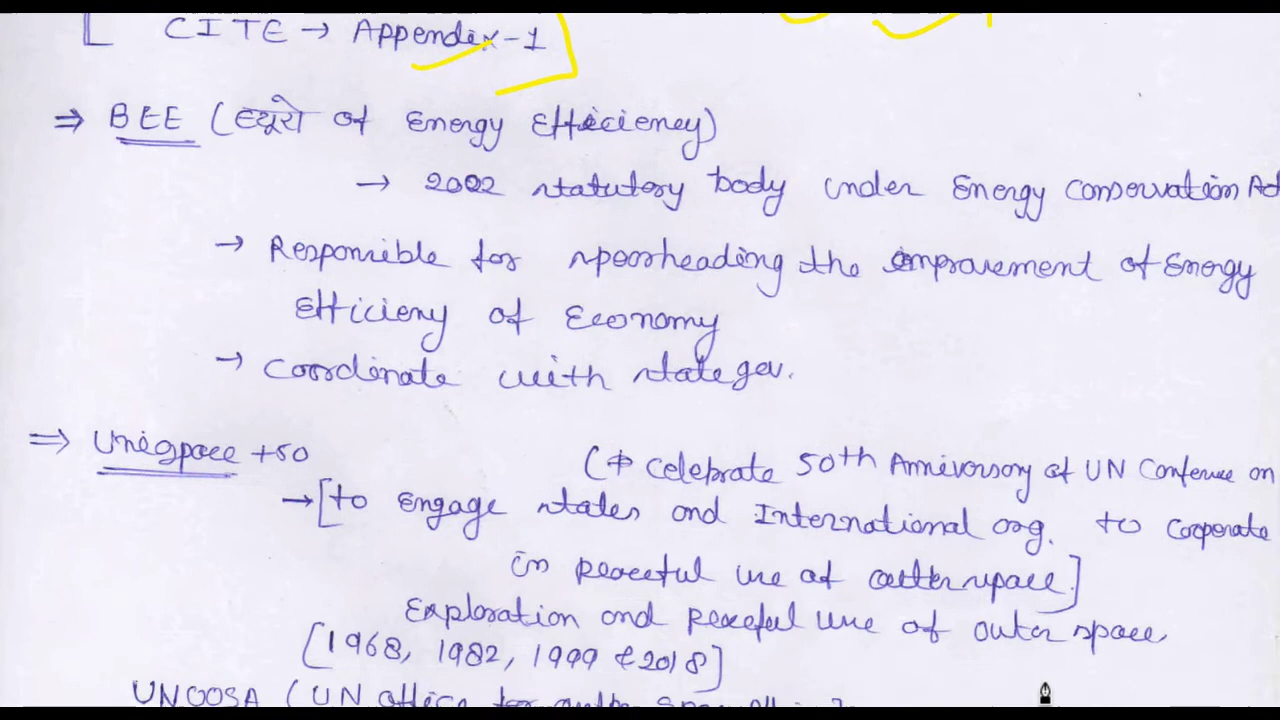 CITE → Appendix-1
⇒ BEE (ब्यूरो of Energy Efficiency)
→ 2002 statutory body under Energy Conservation Act
→ Responsible for spearheading the improvement of Energy
Efficieny of Economy
→ Coordinate with state gov.
⇒ Unispace +50
( Celebrate 50th Anniversary of UN Conference on
→ [to engage states and International org. to coperate
in peaceful use of outer space.]
Exploration and peaceful use of outer space
[1968, 1982, 1999 & 2018]
UNOOSA (UN office for